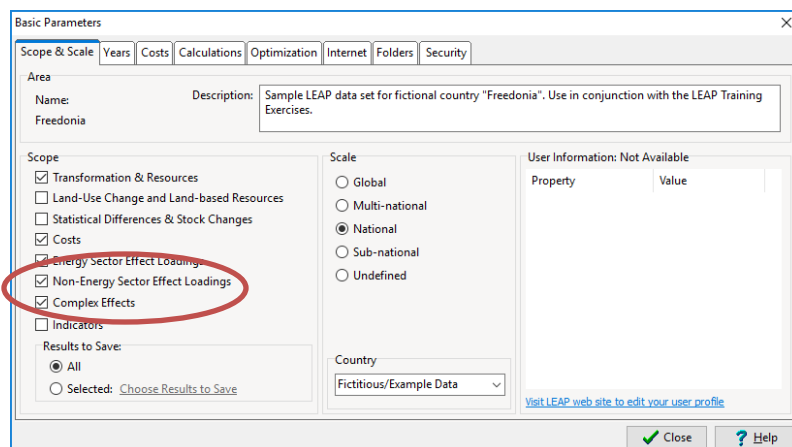 Basic Parameters
Scope & Scale Years Costs Calculations Optimization Internet Folders Security
Area
Name:
Freedonia
Description:
Sample LEAP data set for fictional country "Freedonia". Use in conjunction with the LEAP Training
Exercises.
Scope
Transformation & Resources
Land-Use Change and Land-based Resources
Statistical Differences & Stock Changes
Costs
Energy Sector Effect Loadings
Non-Energy Sector Effect Loadings
Complex Effects
Indicators
Results to Save:
All
Selected: Choose Results to Save
Scale
Global
Multi-national
National
Sub-national
Undefined
Country
Fictitious/Example Data
User Information: Not Available
Property Value
Visit LEAP web site to edit your user profile
Close Help